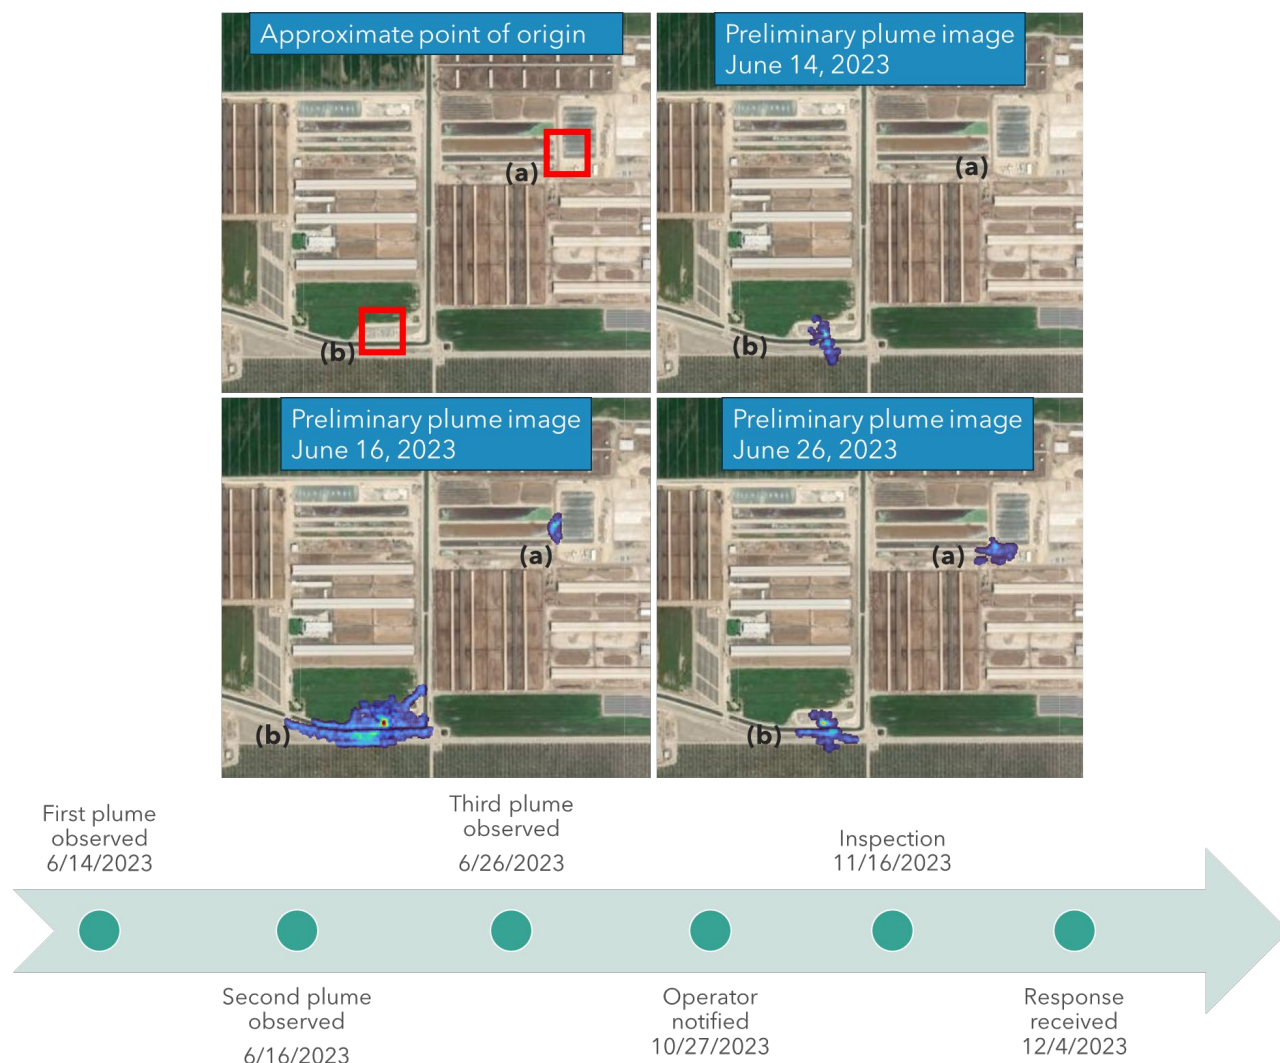 Approximate point of origin
(a)
(b)
Preliminary plume image
June 14, 2023
(a)
(b)
Preliminary plume image
June 16, 2023
(a)
(b)
Preliminary plume image
June 26, 2023
(a)
(b)
First plume
observed
6/14/2023
Second plume
observed
6/16/2023
Third plume
observed
6/26/2023
Operator
notified
10/27/2023
Inspection
11/16/2023
Response
received
12/4/2023